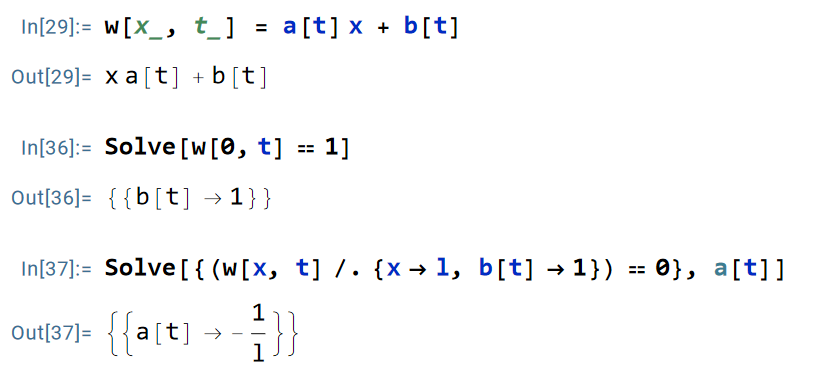 In[29]:= w[x_, t_] = a[t] x + b[t]
Out[29]= x a[t] + b[t]
In[36]:= Solve[w[0, t] == 1]
Out[36]= {{b[t] → 1}}
In[37]:= Solve[{(w[x, t] /. {x → l, b[t] → 1}) == 0}, a[t]]
Out[37]= {{a[t] → - 1/l}}